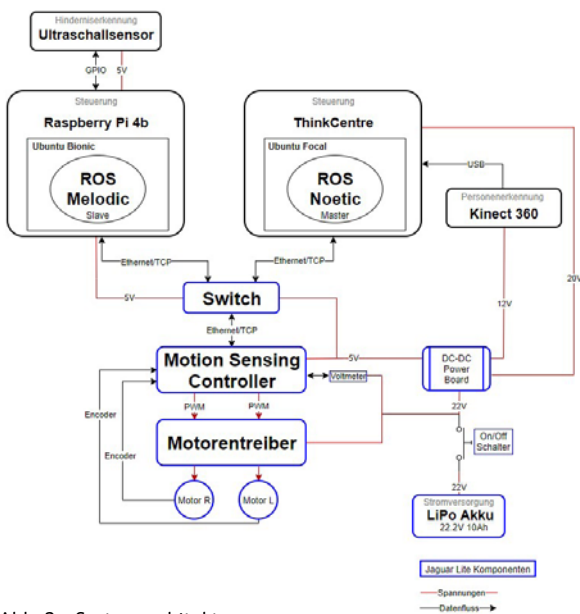 Hinderniserkennung
Ultraschallsensor
GPIO
5V
Steuerung
Raspberry Pi 4b
Ubuntu Bionic
ROS
Melodic
Slave
Steuerung
ThinkCentre
Ubuntu Focal
ROS
Noetic
Master
USB
Personenerkennung
Kinect 360
Ethernet/TCP
Ethernet/TCP
20V
5V
Switch
12V
Ethernet/TCP
Motion Sensing
Controller
5V
Voltmeter
DC-DC
Power
Board
Encoder
PWM
PWM
22V
Encoder
Motorentreiber
On/Off
Schalter
Motor R
Motor L
22V
Stromversorgung
LiPo Akku
22.2V 10Ah
Jaguar Lite Komponenten
Spannungen
Datenfluss